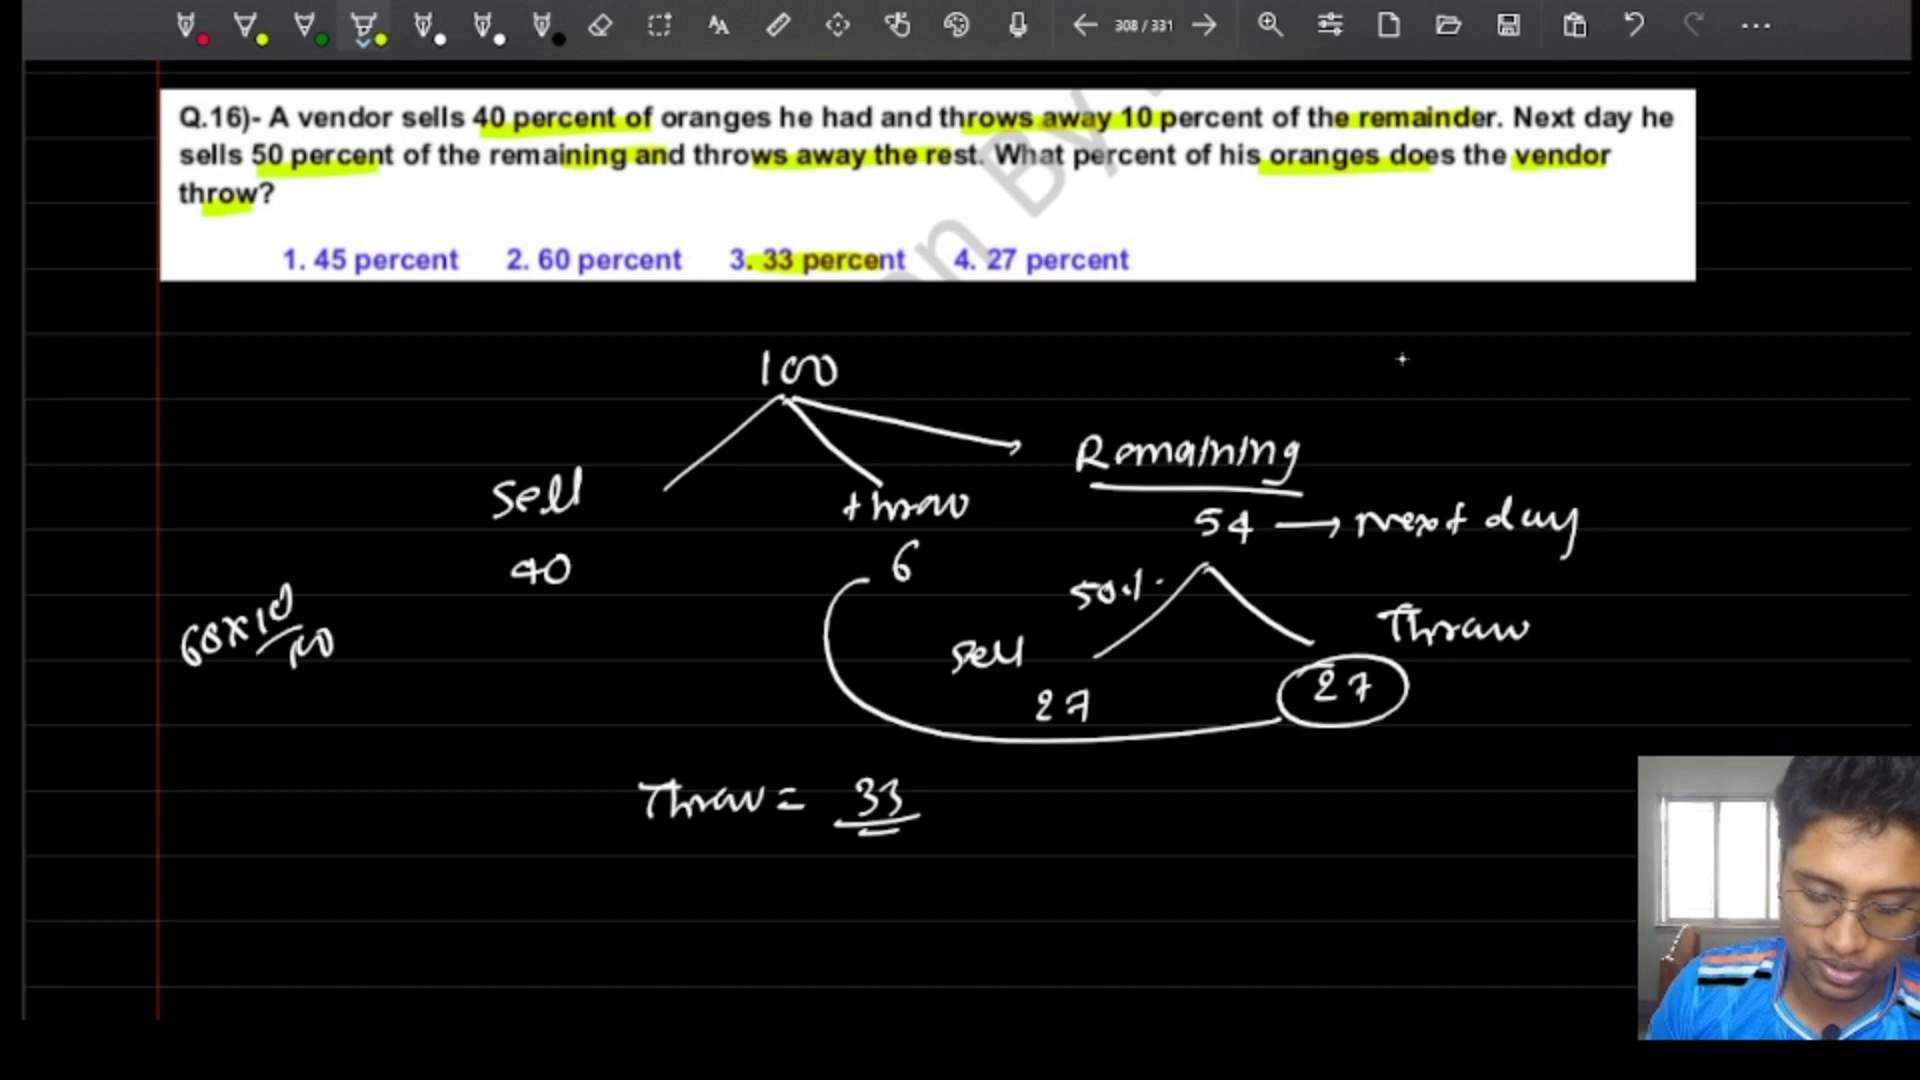 308 / 331
Q.16)- A vendor sells 40 percent of oranges he had and throws away 10 percent of the remainder. Next day he
sells 50 percent of the remaining and throws away the rest. What percent of his oranges does the vendor
throw?
1. 45 percent 2. 60 percent 3. 33 percent 4. 27 percent
on By
100
Sell throw Remaining
40 6 54 → next day
60x10/100
50%. Throw
Sell
27 27
Throw = 33